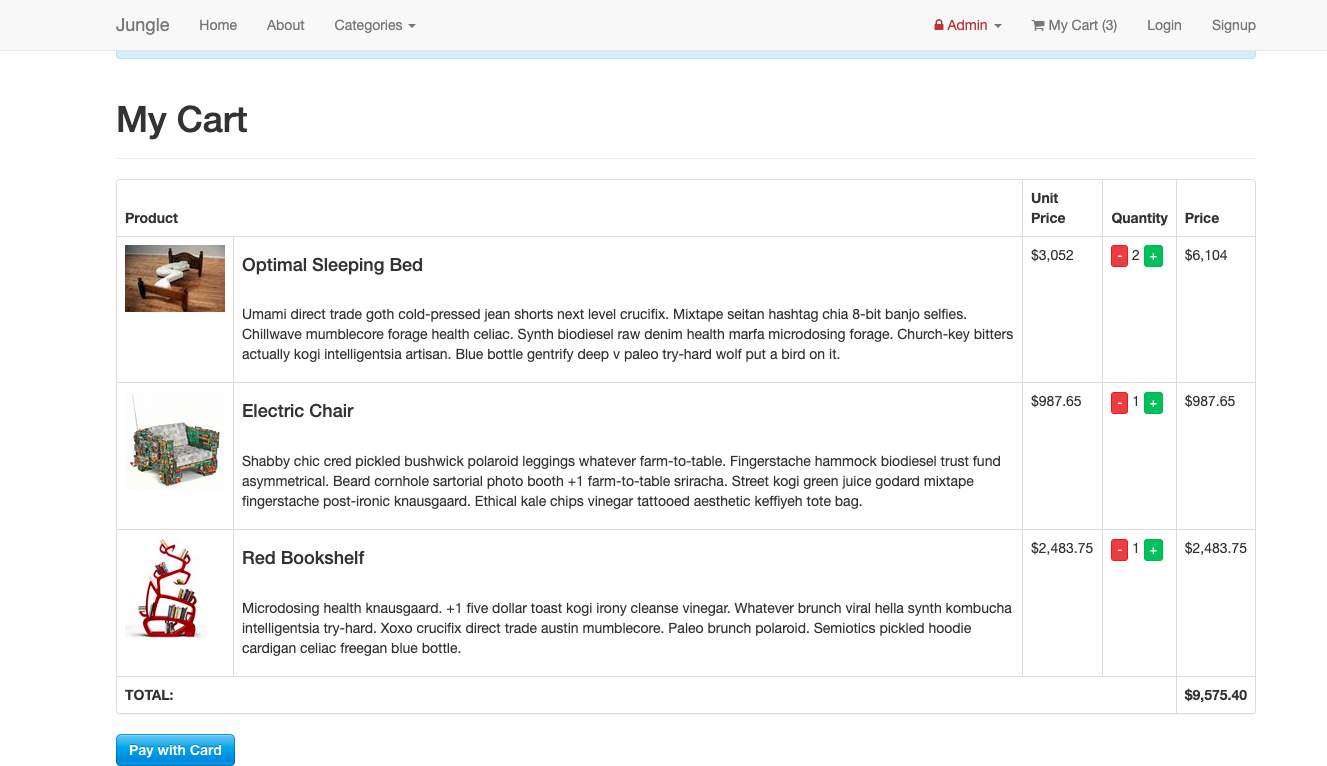 Jungle Home About Categories Admin My Cart (3) Login Signup
My Cart
Product Unit Price Quantity Price
Optimal Sleeping Bed $3,052 - 2 + $6,104
Umami direct trade goth cold-pressed jean shorts next level crucifix. Mixtape seitan hashtag chia 8-bit banjo selfies.
Chillwave mumblecore forage health celiac. Synth biodiesel raw denim health marfa microdosing forage. Church-key bitters
actually kogi intelligentsia artisan. Blue bottle gentrify deep v paleo try-hard wolf put a bird on it.
Electric Chair $987.65 - 1 + $987.65
Shabby chic cred pickled bushwick polaroid leggings whatever farm-to-table. Fingerstache hammock biodiesel trust fund
asymmetrical. Beard cornhole sartorial photo booth +1 farm-to-table sriracha. Street kogi green juice godard mixtape
fingerstache post-ironic knausgaard. Ethical kale chips vinegar tattooed aesthetic keffiyeh tote bag.
Red Bookshelf $2,483.75 - 1 + $2,483.75
Microdosing health knausgaard. +1 five dollar toast kogi irony cleanse vinegar. Whatever brunch viral hella synth kombucha
intelligentsia try-hard. Xoxo crucifix direct trade austin mumblecore. Paleo brunch polaroid. Semiotics pickled hoodie
cardigan celiac freegan blue bottle.
TOTAL: $9,575.40
Pay with Card